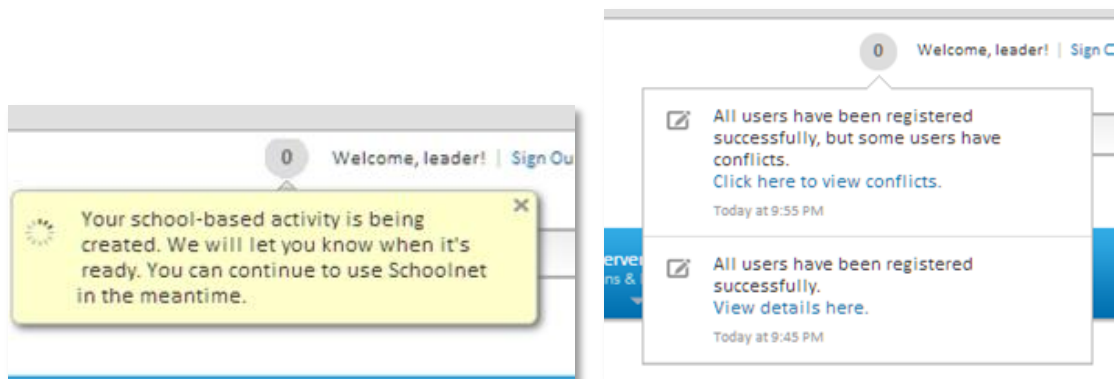 0 Welcome, leader! | Sign Ou
Your school-based activity is being
created. We will let you know when it's
ready. You can continue to use Schoolnet
in the meantime.
0 Welcome, leader! | Sign
All users have been registered
successfully, but some users have
conflicts.
Click here to view conflicts.
Today at 9:55 PM
All users have been registered
successfully.
View details here.
Today at 9:45 PM
erve
ns &